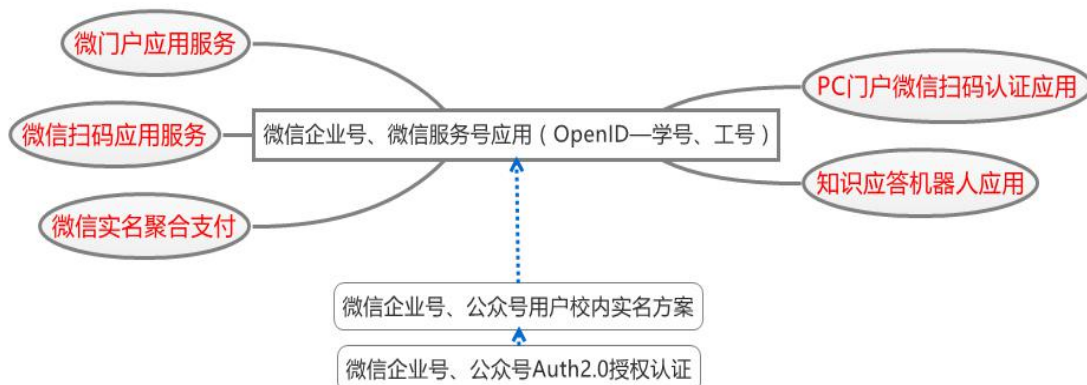 微门户应用服务
PC门户微信扫码认证应用
微信扫码应用服务
微信企业号、微信服务号应用（OpenID—学号、工号）
知识应答机器人应用
微信实名聚合支付
微信企业号、公众号用户校内实名方案
微信企业号、公众号Auth2.0授权认证